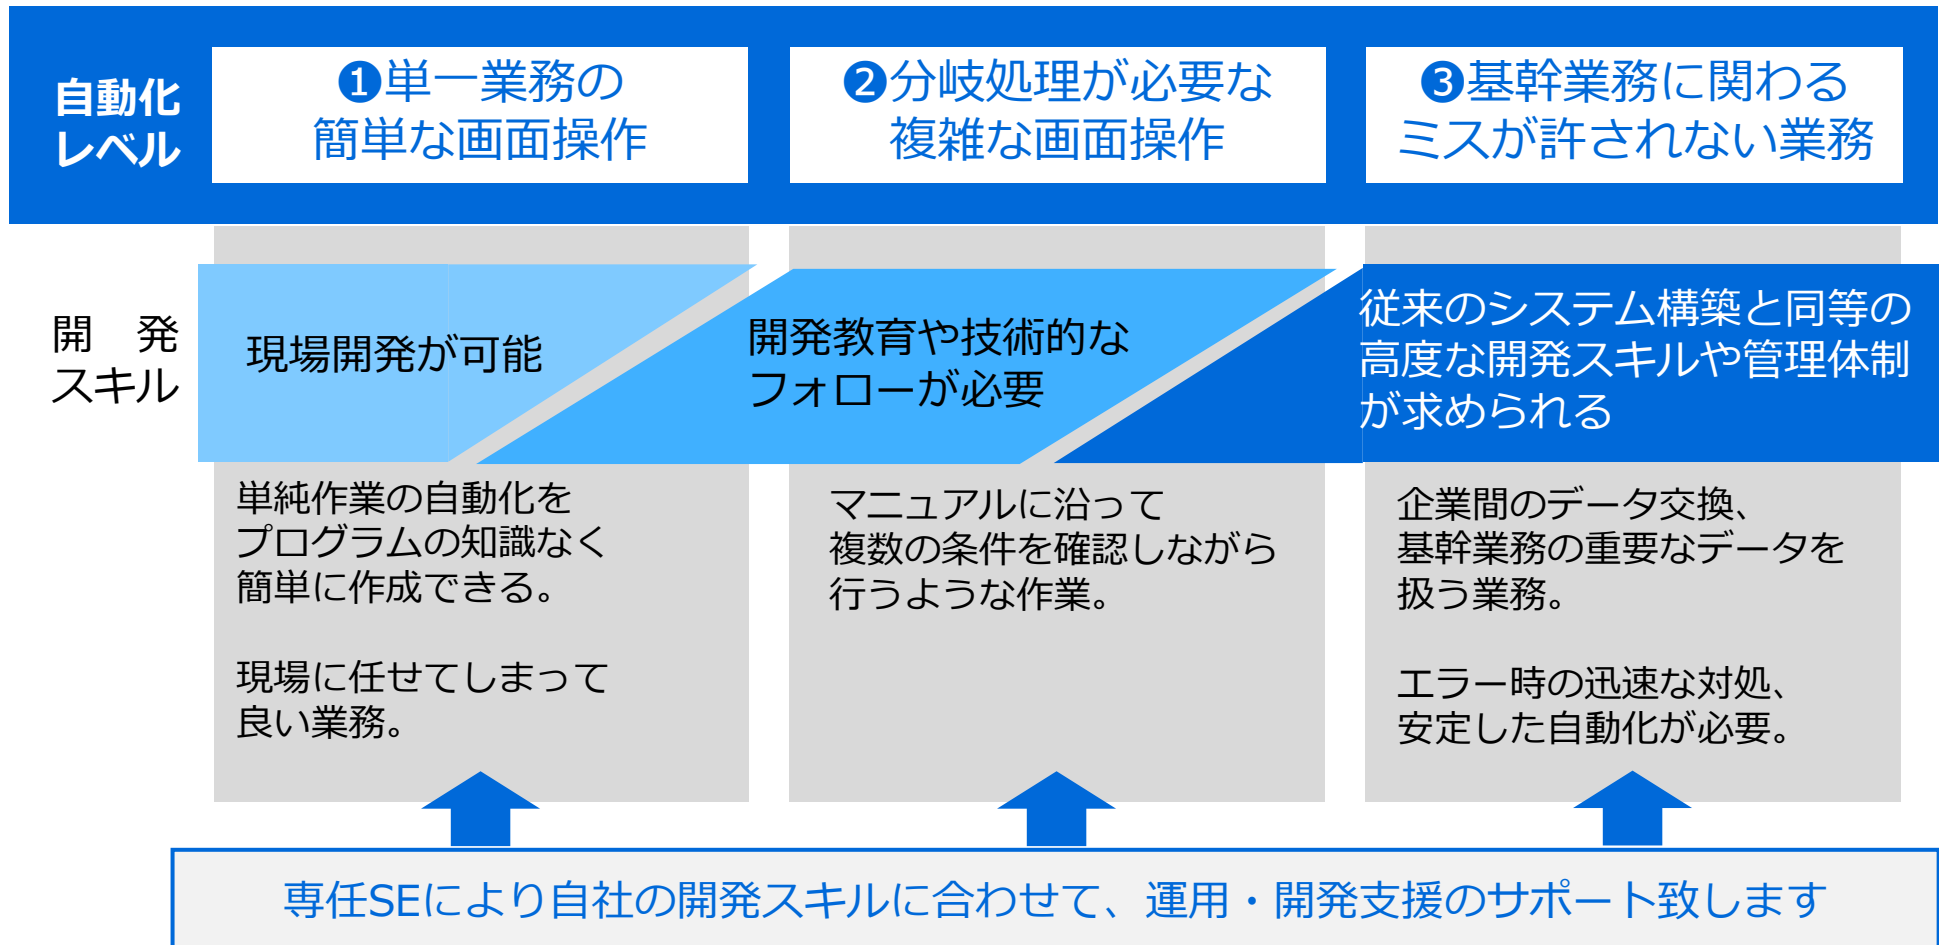 自動化
レベル
❶単一業務の
簡単な画面操作
❷分岐処理が必要な
複雑な画面操作
❸基幹業務に関わる
ミスが許されない業務
開　発
スキル
現場開発が可能
開発教育や技術的な
フォローが必要
従来のシステム構築と同等の
高度な開発スキルや管理体制
が求められる
単純作業の自動化を
プログラムの知識なく
簡単に作成できる。
現場に任せてしまって
良い業務。
マニュアルに沿って
複数の条件を確認しながら
行うような作業。
企業間のデータ交換、
基幹業務の重要なデータを
扱う業務。
エラー時の迅速な対処、
安定した自動化が必要。
専任SEにより自社の開発スキルに合わせて、運用・開発支援のサポート致します